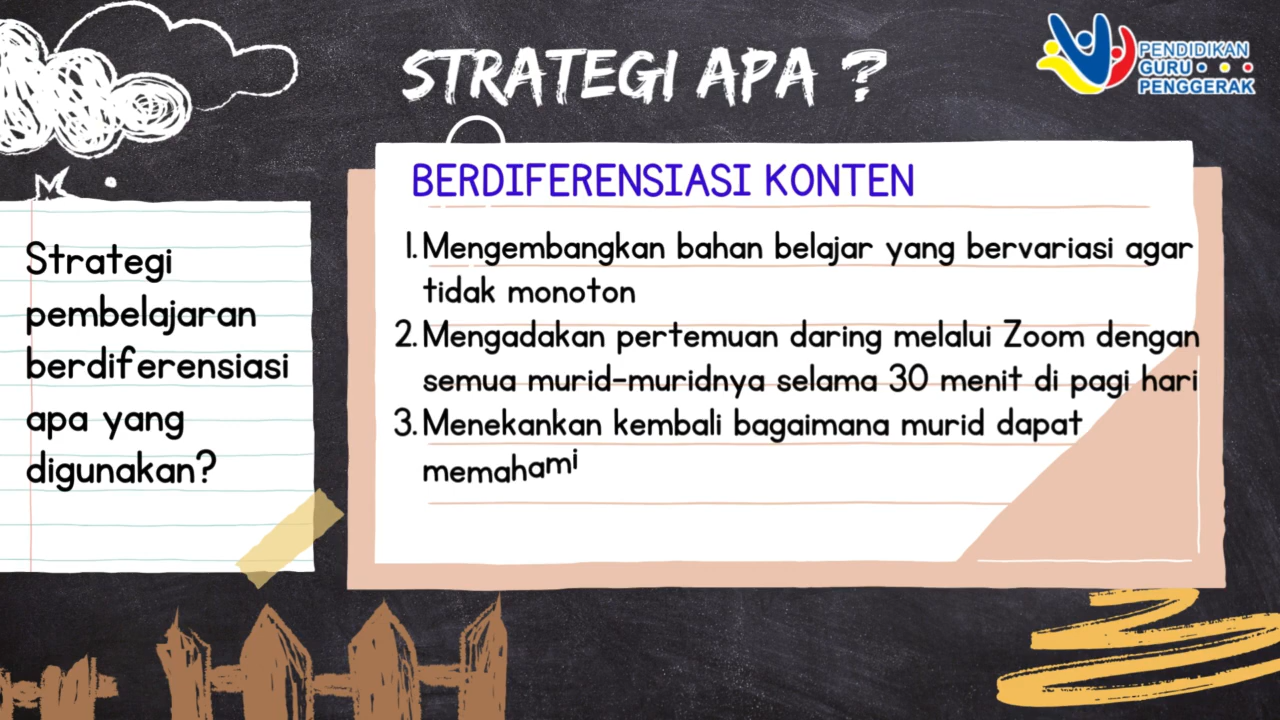 STRATEGI APA ?
PENDIDIKAN
GURU
PENGGERAK
Strategi
pembelajaran
berdiferensiasi
apa yang
digunakan?
BERDIFERENSIASI KONTEN
1. Mengembangkan bahan belajar yang bervariasi agar
tidak monoton
2. Mengadakan pertemuan daring melalui Zoom dengan
semua murid-muridnya selama 30 menit di pagi hari
3. Menekankan kembali bagaimana murid dapat
memahami